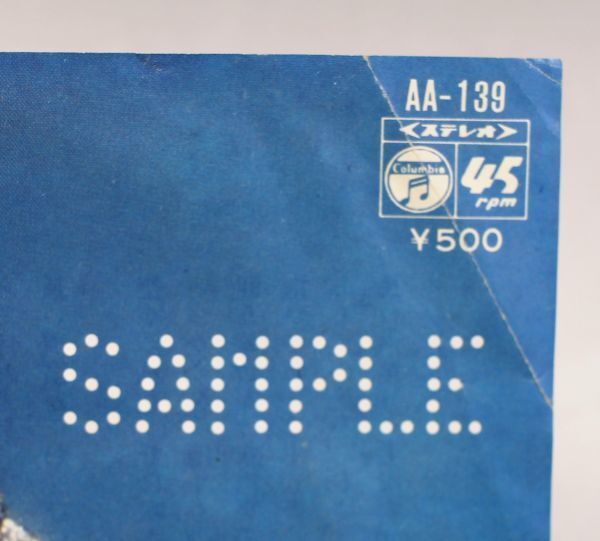 AA-139
<ステレオ>
Columbia
45
rpm
¥500
SAMPLE